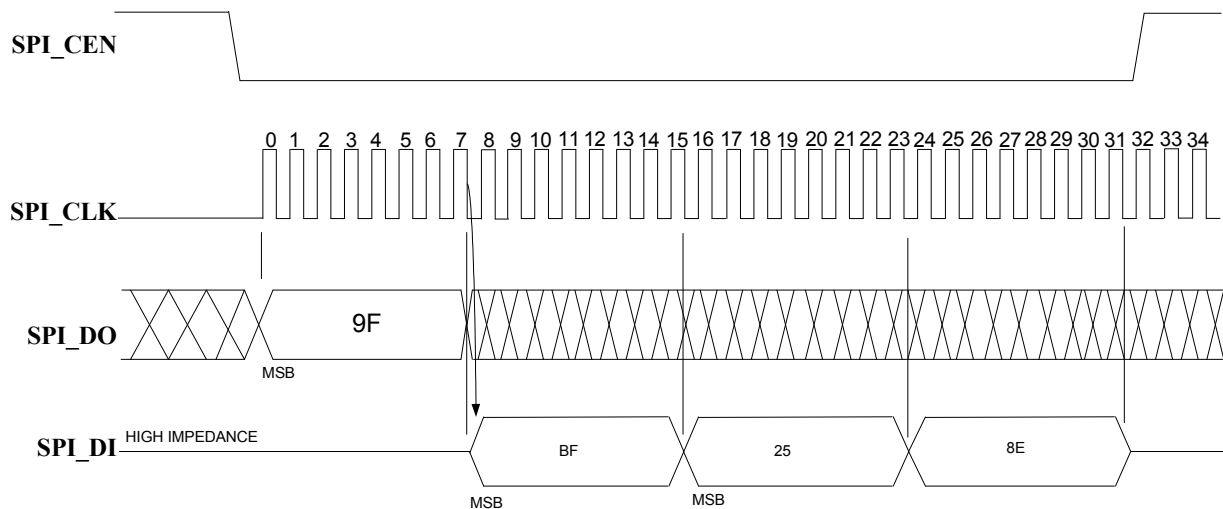 SPI_CEN
0 1 2 3 4 5 6 7 8 9 10 11 12 13 14 15 16 17 18 19 20 21 22 23 24 25 26 27 28 29 30 31 32 33 34
SPI_CLK
SPI_DO
9F
MSB
HIGH IMPEDANCE
SPI_DI
BF
25
8E
MSB
MSB